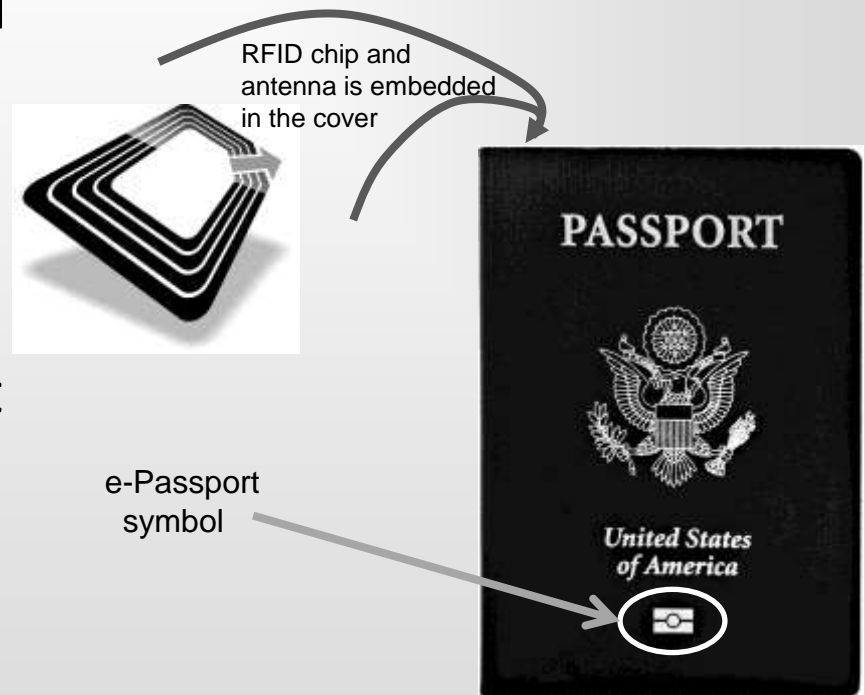 RFID chip and
antenna is embedded
in the cover
PASSPORT
e-Passport
symbol
United States
of America